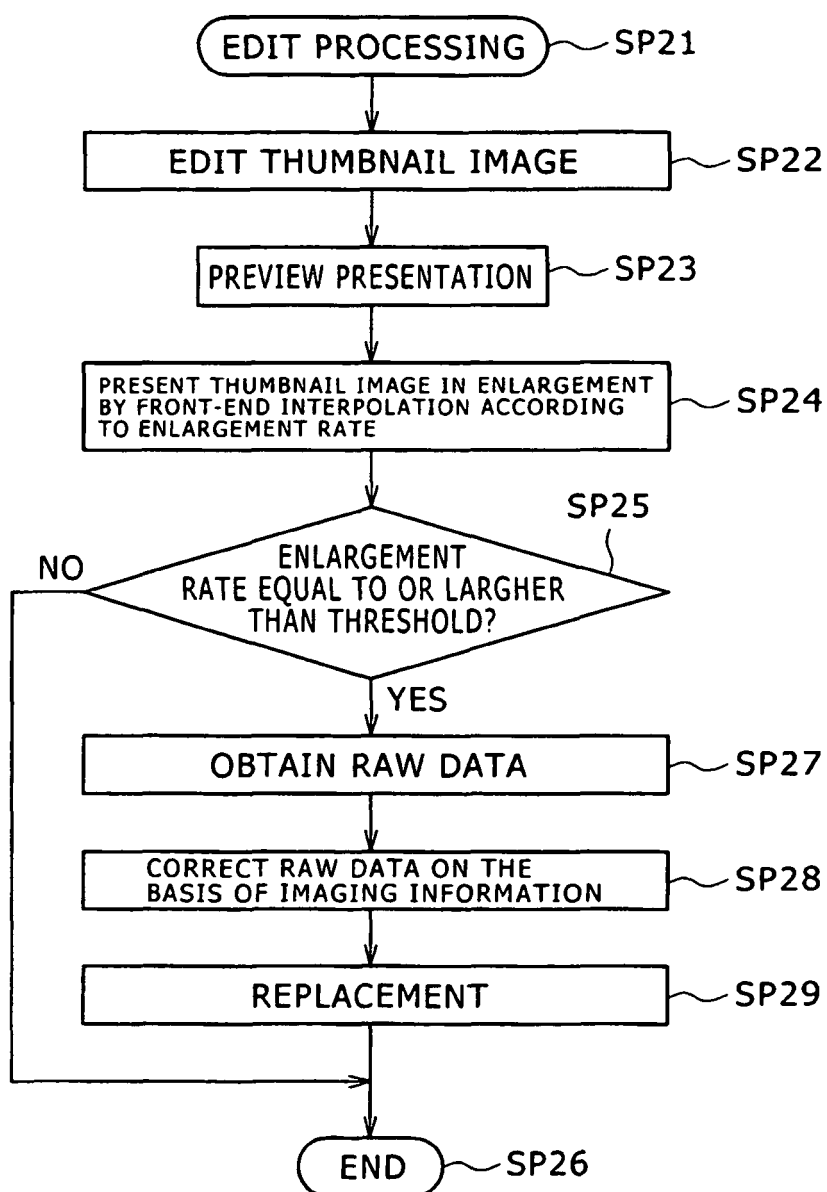 EDIT PROCESSING
SP21
EDIT THUMBNAIL IMAGE
SP22
PREVIEW PRESENTATION
SP23
PRESENT THUMBNAIL IMAGE IN ENLARGEMENT
BY FRONT-END INTERPOLATION ACCORDING
TO ENLARGEMENT RATE
SP24
SP25
NO
ENLARGEMENT
RATE EQUAL TO OR LARGHER
THAN THRESHOLD?
YES
OBTAIN RAW DATA
SP27
CORRECT RAW DATA ON THE
BASIS OF IMAGING INFORMATION
SP28
REPLACEMENT
SP29
END
SP26